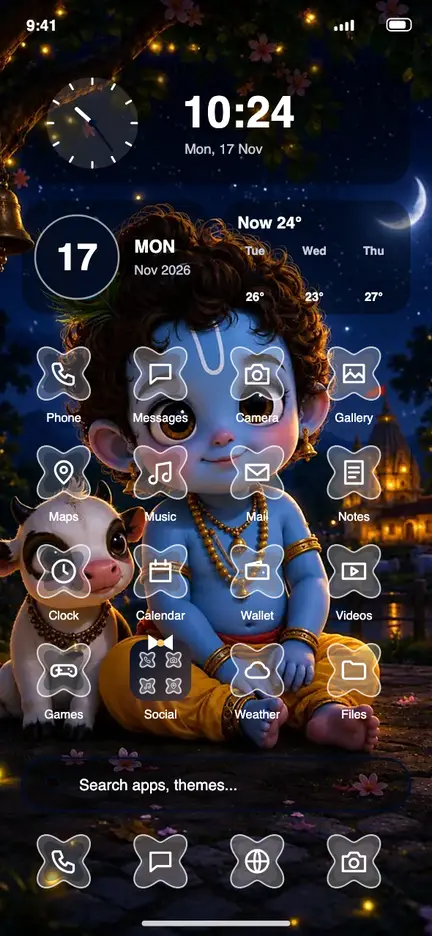 9:41
10:24
Mon, 17 Nov
17
MON
Nov 2026
Now 24°
Tue Wed Thu
26° 23° 27°
Phone Messages Camera Gallery
Maps Music Mail Notes
Clock Calendar Wallet Videos
Games Social Weather Files
Search apps, themes...